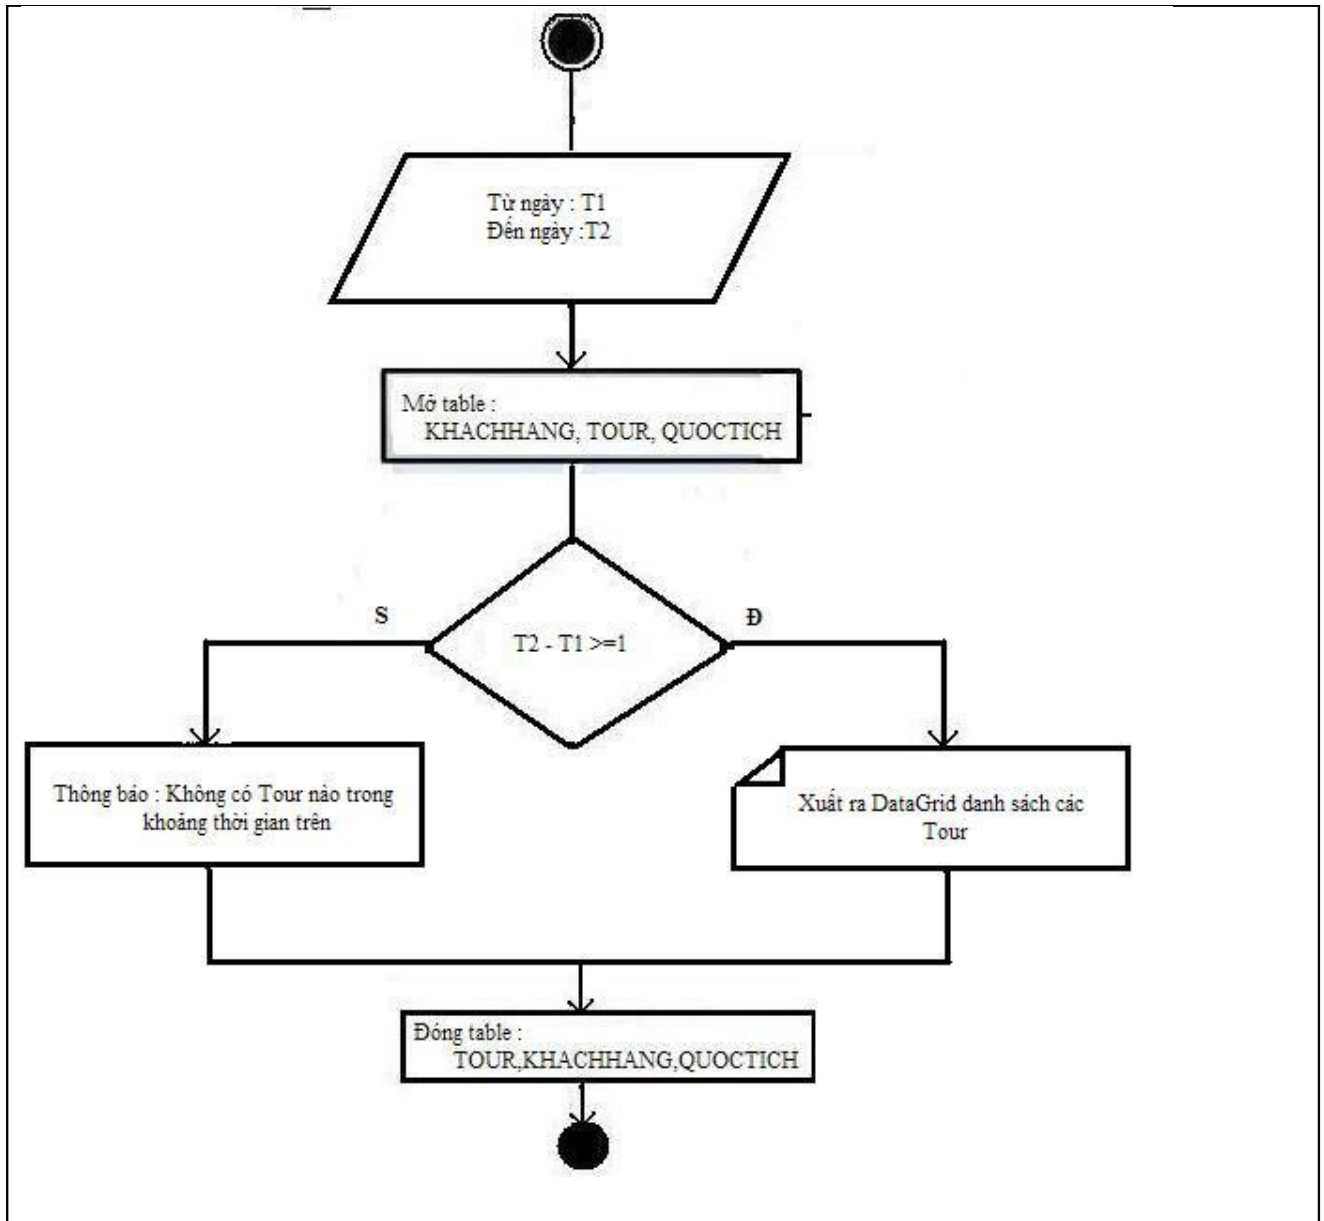 Từ ngày : T1
Đến ngày :T2
Mở table :
KHACHHANG, TOUR, QUOCTICH
S
Đ
T2 - T1 >=1
Thông báo : Không có Tour nào trong
khoảng thời gian trên
Xuất ra DataGrid danh sách các
Tour
Đóng table :
TOUR,KHACHHANG,QUOCTICH